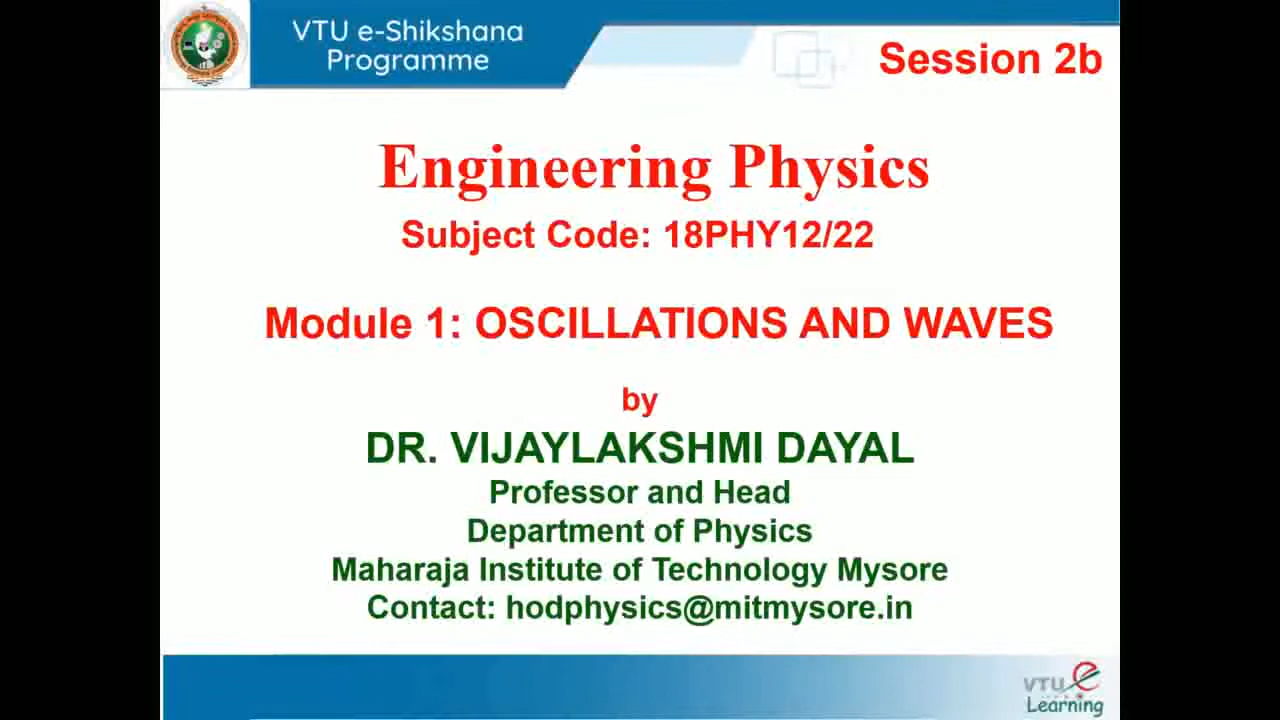 VTU e-Shikshana
Programme
Session 2b
Engineering Physics
Subject Code: 18PHY12/22
Module 1: OSCILLATIONS AND WAVES
by
DR. VIJAYLAKSHMI DAYAL
Professor and Head
Department of Physics
Maharaja Institute of Technology Mysore
Contact: hodphysics@mitmysore.in
VTU e
Learning